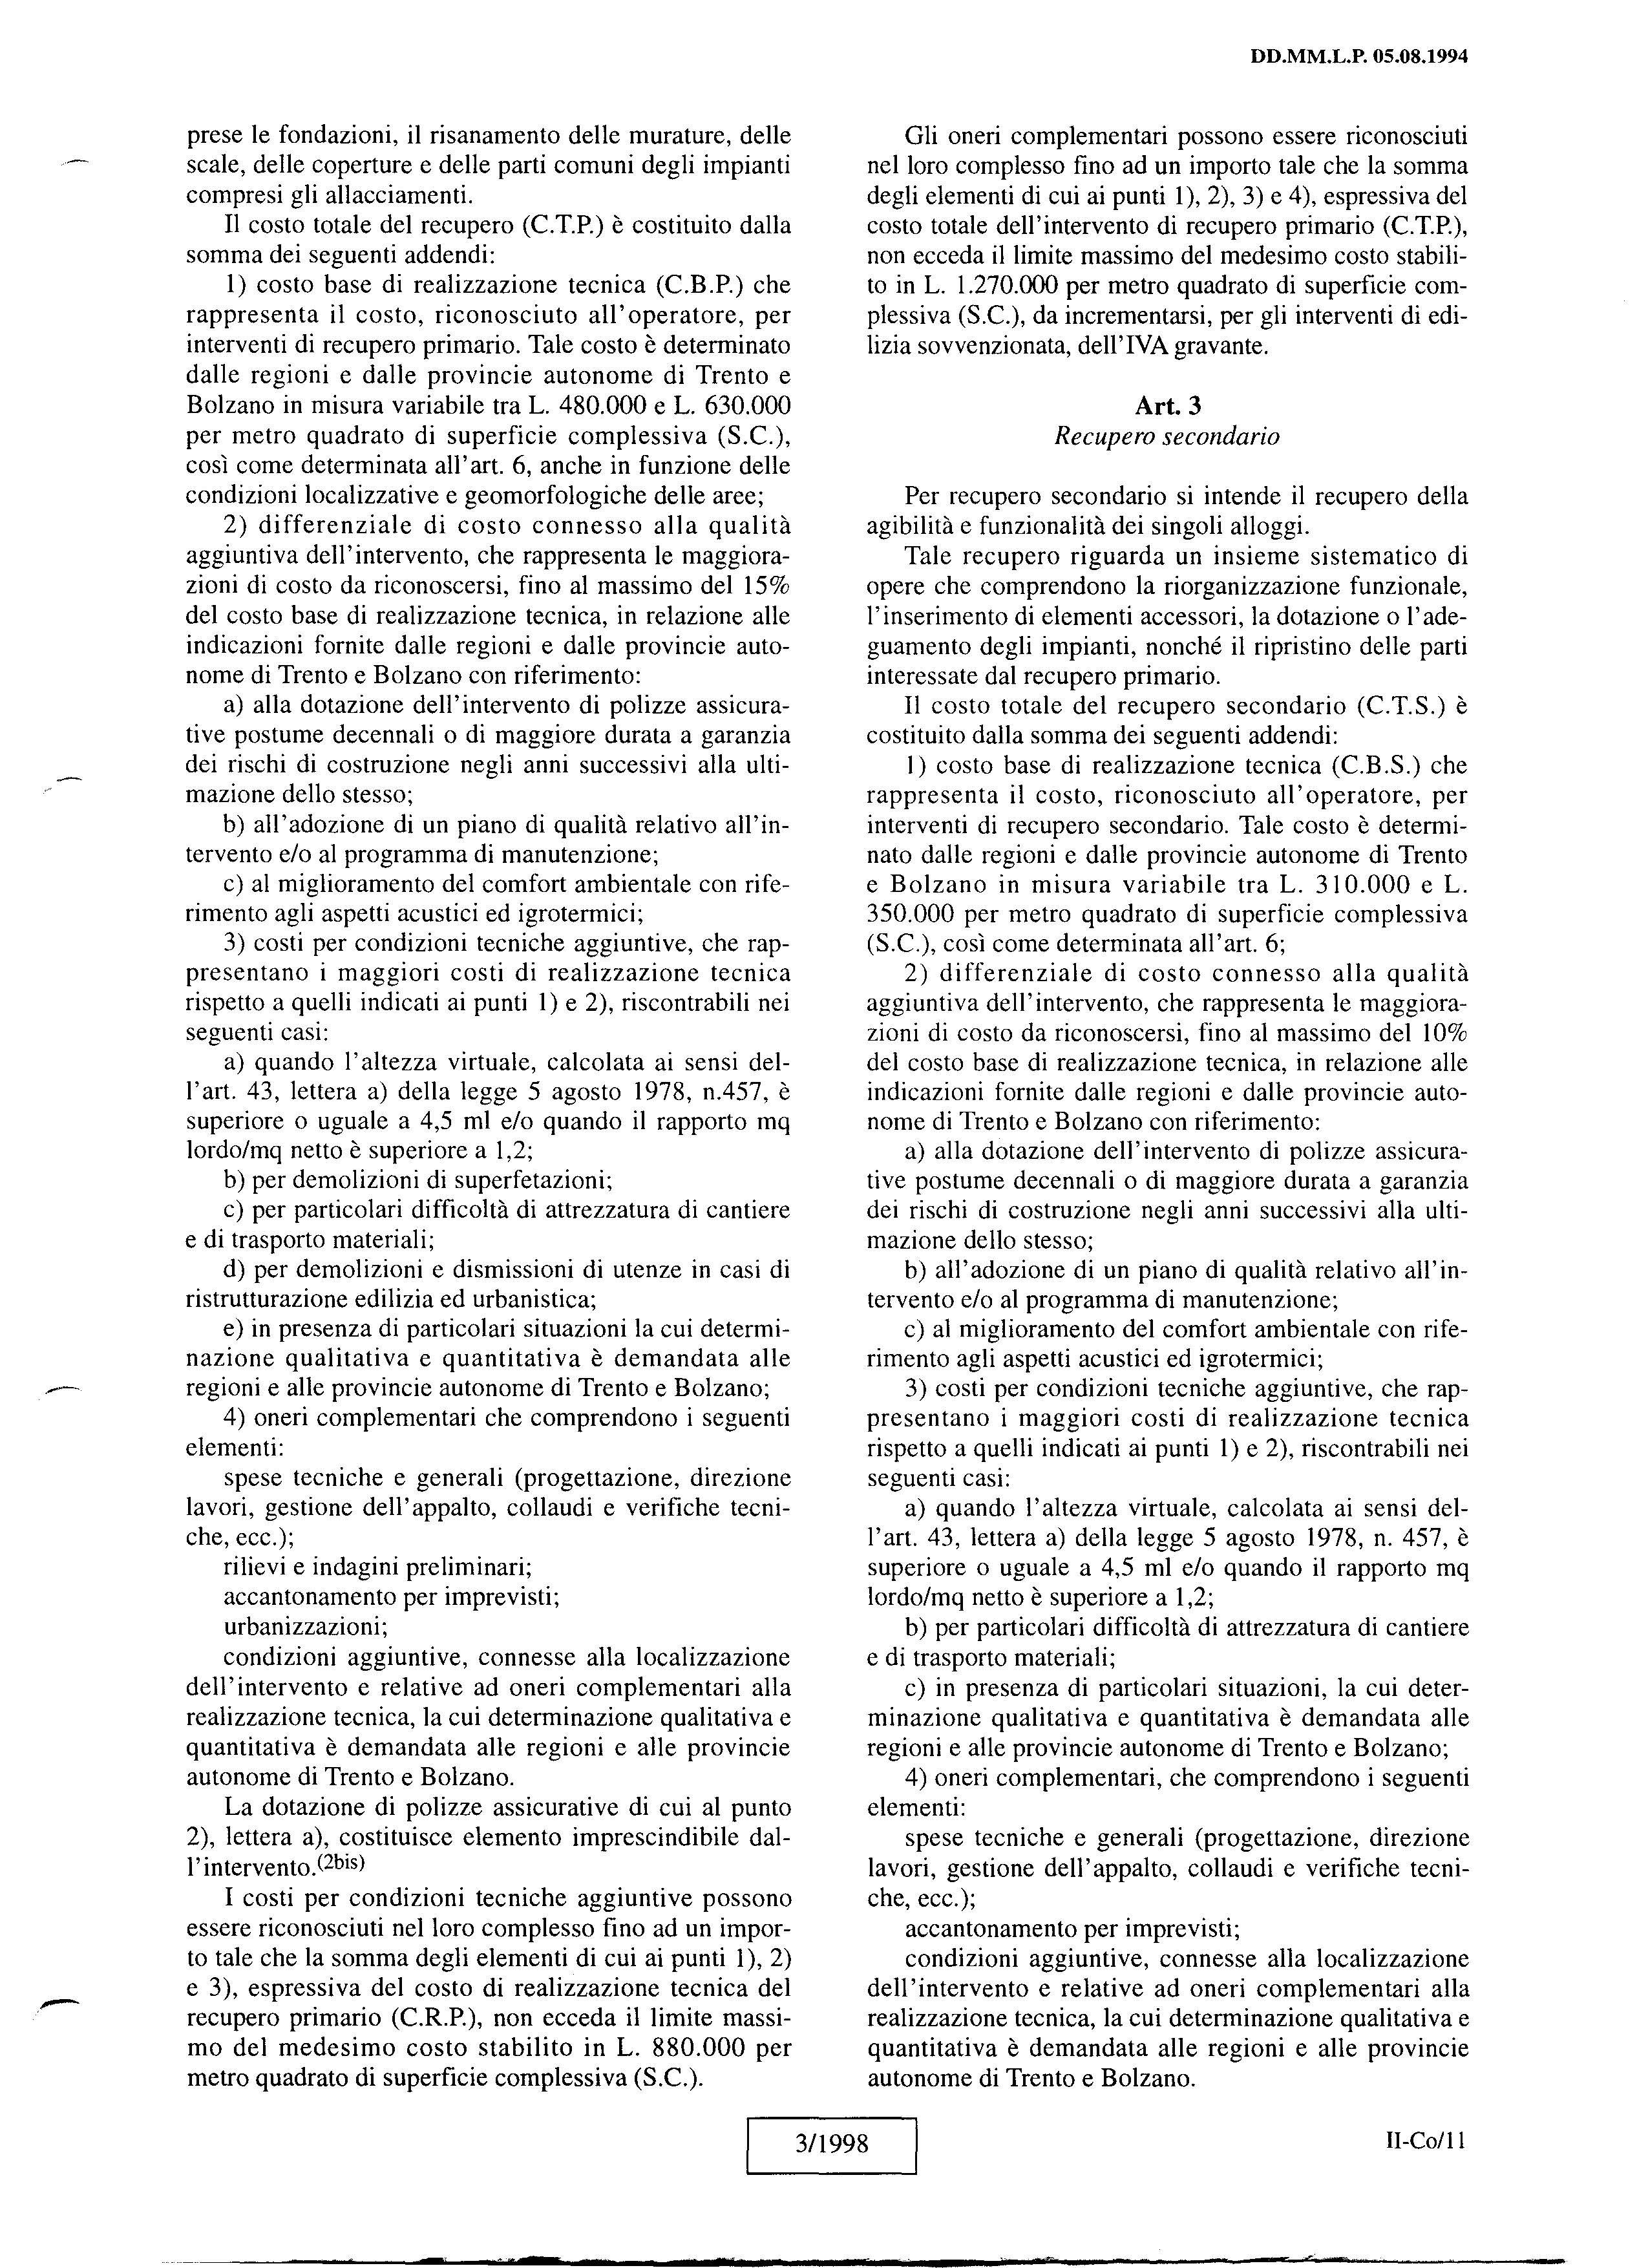 DD.MM.L.P. 05.08.1994
prese le fondazioni, il risanamento delle murature, delle
scale, delle coperture e delle parti comuni degli impianti
compresi gli allacciamenti.
Il costo totale del recupero (C.T.P.) è costituito dalla
somma dei seguenti addendi:
1) costo base di realizzazione tecnica (C.B.P.) che
rappresenta il costo, riconosciuto all'operatore, per
interventi di recupero primario. Tale costo è determinato
dalle regioni e dalle provincie autonome di Trento e
Bolzano in misura variabile tra L. 480.000 e L. 630.000
per metro quadrato di superficie complessiva (S.C.),
così come determinata all'art. 6, anche in funzione delle
condizioni localizzative e geomorfologiche delle aree;
2) differenziale di costo connesso alla qualità
aggiuntiva dell'intervento, che rappresenta le maggiora-
zioni di costo da riconoscersi, fino al massimo del 15%
del costo base di realizzazione tecnica, in relazione alle
indicazioni fornite dalle regioni e dalle provincie auto-
nome di Trento e Bolzano con riferimento:
a) alla dotazione dell'intervento di polizze assicura-
tive postume decennali o di maggiore durata a garanzia
dei rischi di costruzione negli anni successivi alla ulti-
mazione dello stesso;
b) all'adozione di un piano di qualità relativo all'in-
tervento e/o al programma di manutenzione;
c) al miglioramento del comfort ambientale con rife-
rimento agli aspetti acustici ed igrotermici;
3) costi per condizioni tecniche aggiuntive, che rap-
presentano i maggiori costi di realizzazione tecnica
rispetto a quelli indicati ai punti 1) e 2), riscontrabili nei
seguenti casi:
a) quando l'altezza virtuale, calcolata ai sensi del-
l'art. 43, lettera a) della legge 5 agosto 1978, n.457, è
superiore o uguale a 4,5 ml e/o quando il rapporto mq
lordo/mq netto è superiore a 1,2;
b) per demolizioni di superfetazioni;
c) per particolari difficoltà di attrezzatura di cantiere
e di trasporto materiali;
d) per demolizioni e dismissioni di utenze in casi di
ristrutturazione edilizia ed urbanistica;
e) in presenza di particolari situazioni la cui determi-
nazione qualitativa e quantitativa è demandata alle
regioni e alle provincie autonome di Trento e Bolzano;
4) oneri complementari che comprendono i seguenti
elementi:
spese tecniche e generali (progettazione, direzione
lavori, gestione dell'appalto, collaudi e verifiche tecni-
che, ecc.);
rilievi e indagini preliminari;
accantonamento per imprevisti;
urbanizzazioni;
condizioni aggiuntive, connesse alla localizzazione
dell'intervento e relative ad oneri complementari alla
realizzazione tecnica, la cui determinazione qualitativa e
quantitativa è demandata alle regioni e alle provincie
autonome di Trento e Bolzano.
La dotazione di polizze assicurative di cui al punto
2), lettera a), costituisce elemento imprescindibile dal-
l'intervento.(2bis)
I costi per condizioni tecniche aggiuntive possono
essere riconosciuti nel loro complesso fino ad un impor-
to tale che la somma degli elementi di cui ai punti 1), 2)
e 3), espressiva del costo di realizzazione tecnica del
recupero primario (C.R.P.), non ecceda il limite massi-
mo del medesimo costo stabilito in L. 880.000 per
metro quadrato di superficie complessiva (S.C.).
Gli oneri complementari possono essere riconosciuti
nel loro complesso fino ad un importo tale che la somma
degli elementi di cui ai punti 1), 2), 3) e 4), espressiva del
costo totale dell'intervento di recupero primario (C.T.P.),
non ecceda il limite massimo del medesimo costo stabili-
to in L. 1.270.000 per metro quadrato di superficie com-
plessiva (S.C.), da incrementarsi, per gli interventi di edi-
lizia sovvenzionata, dell'IVA gravante.
Art. 3
Recupero secondario
Per recupero secondario si intende il recupero della
agibilità e funzionalità dei singoli alloggi.
Tale recupero riguarda un insieme sistematico di
opere che comprendono la riorganizzazione funzionale,
l'inserimento di elementi accessori, la dotazione o l'ade-
guamento degli impianti, nonché il ripristino delle parti
interessate dal recupero primario.
Il costo totale del recupero secondario (C.T.S.) è
costituito dalla somma dei seguenti addendi:
1) costo base di realizzazione tecnica (C.B.S.) che
rappresenta il costo, riconosciuto all'operatore, per
interventi di recupero secondario. Tale costo è determi-
nato dalle regioni e dalle provincie autonome di Trento
e Bolzano in misura variabile tra L. 310.000 e L.
350.000 per metro quadrato di superficie complessiva
(S.C.), così come determinata all'art. 6;
2) differenziale di costo connesso alla qualità
aggiuntiva dell'intervento, che rappresenta le maggiora-
zioni di costo da riconoscersi, fino al massimo del 10%
del costo base di realizzazione tecnica, in relazione alle
indicazioni fornite dalle regioni e dalle provincie auto-
nome di Trento e Bolzano con riferimento:
a) alla dotazione dell'intervento di polizze assicura-
tive postume decennali o di maggiore durata a garanzia
dei rischi di costruzione negli anni successivi alla ulti-
mazione dello stesso;
b) all'adozione di un piano di qualità relativo all'in-
tervento e/o al programma di manutenzione;
c) al miglioramento del comfort ambientale con rife-
rimento agli aspetti acustici ed igrotermici;
3) costi per condizioni tecniche aggiuntive, che rap-
presentano i maggiori costi di realizzazione tecnica
rispetto a quelli indicati ai punti 1) e 2), riscontrabili nei
seguenti casi:
a) quando l'altezza virtuale, calcolata ai sensi del-
l'art. 43, lettera a) della legge 5 agosto 1978, n. 457, è
superiore o uguale a 4,5 ml e/o quando il rapporto mq
lordo/mq netto è superiore a 1,2;
b) per particolari difficoltà di attrezzatura di cantiere
e di trasporto materiali;
c) in presenza di particolari situazioni, la cui deter-
minazione qualitativa e quantitativa è demandata alle
regioni e alle provincie autonome di Trento e Bolzano;
4) oneri complementari, che comprendono i seguenti
elementi:
spese tecniche e generali (progettazione, direzione
lavori, gestione dell'appalto, collaudi e verifiche tecni-
che, ecc.);
accantonamento per imprevisti;
condizioni aggiuntive, connesse alla localizzazione
dell'intervento e relative ad oneri complementari alla
realizzazione tecnica, la cui determinazione qualitativa e
quantitativa è demandata alle regioni e alle provincie
autonome di Trento e Bolzano.
3/1998
II-Co/11